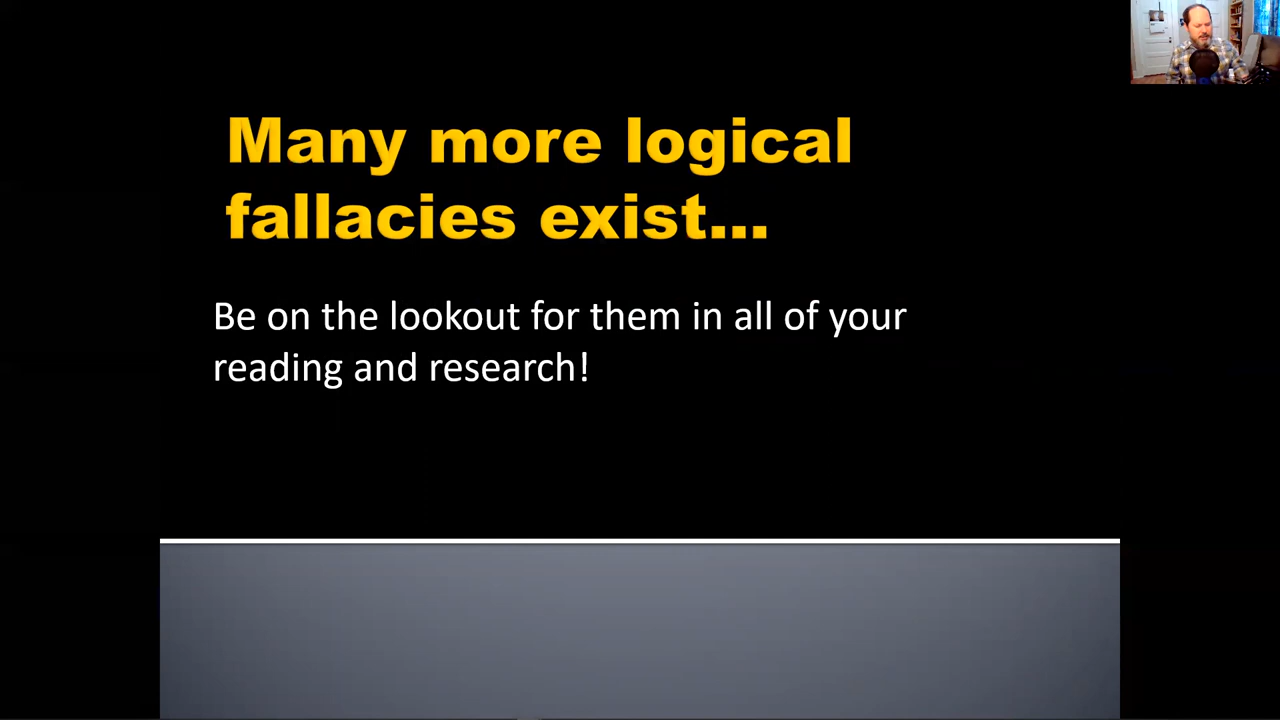 Many more logical
fallacies exist...
Be on the lookout for them in all of your
reading and research!